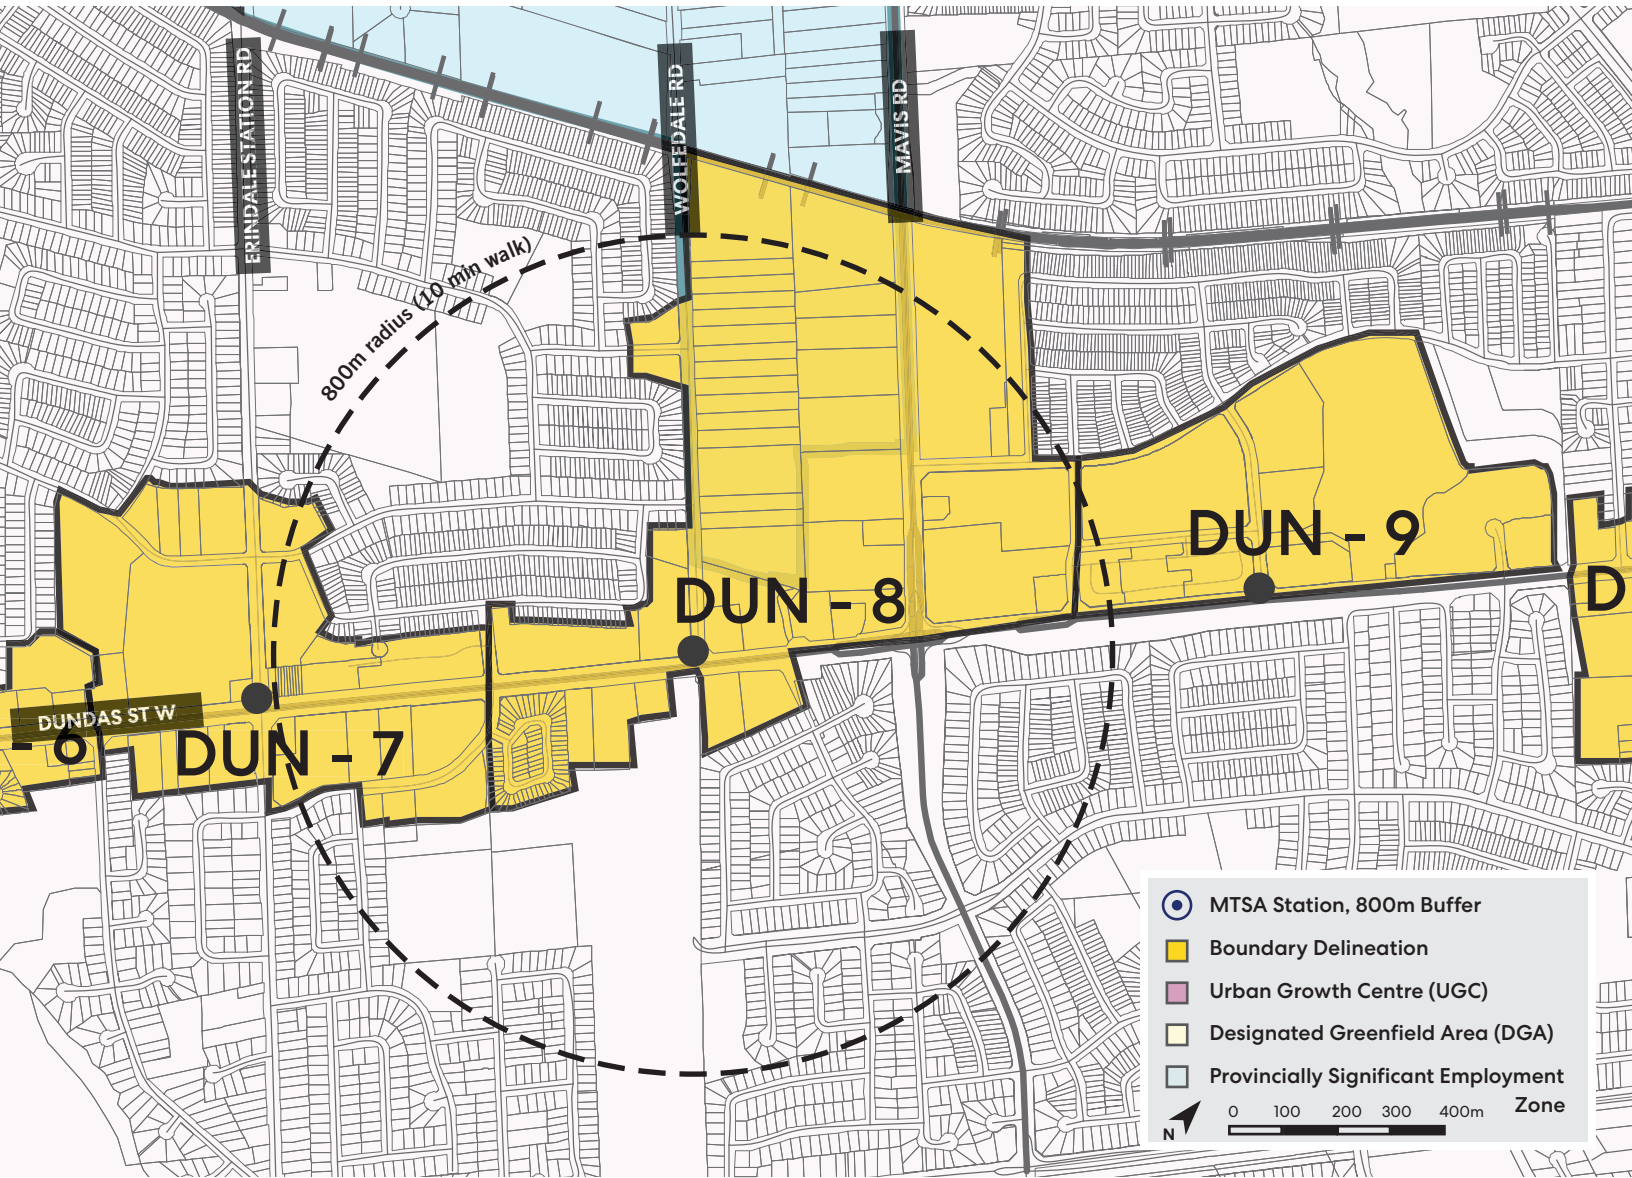 ERINDALE STATION RD
WOLFEDALE RD
MAVIS RD
800m radius (10 min walk)
DUN - 9
DUN - 8
D
DUNDAS ST W
- 6
DUN - 7
MTSA Station, 800m Buffer
Boundary Delineation
Urban Growth Centre (UGC)
Designated Greenfield Area (DGA)
Provincially Significant Employment
Zone
N
0 100 200 300 400m